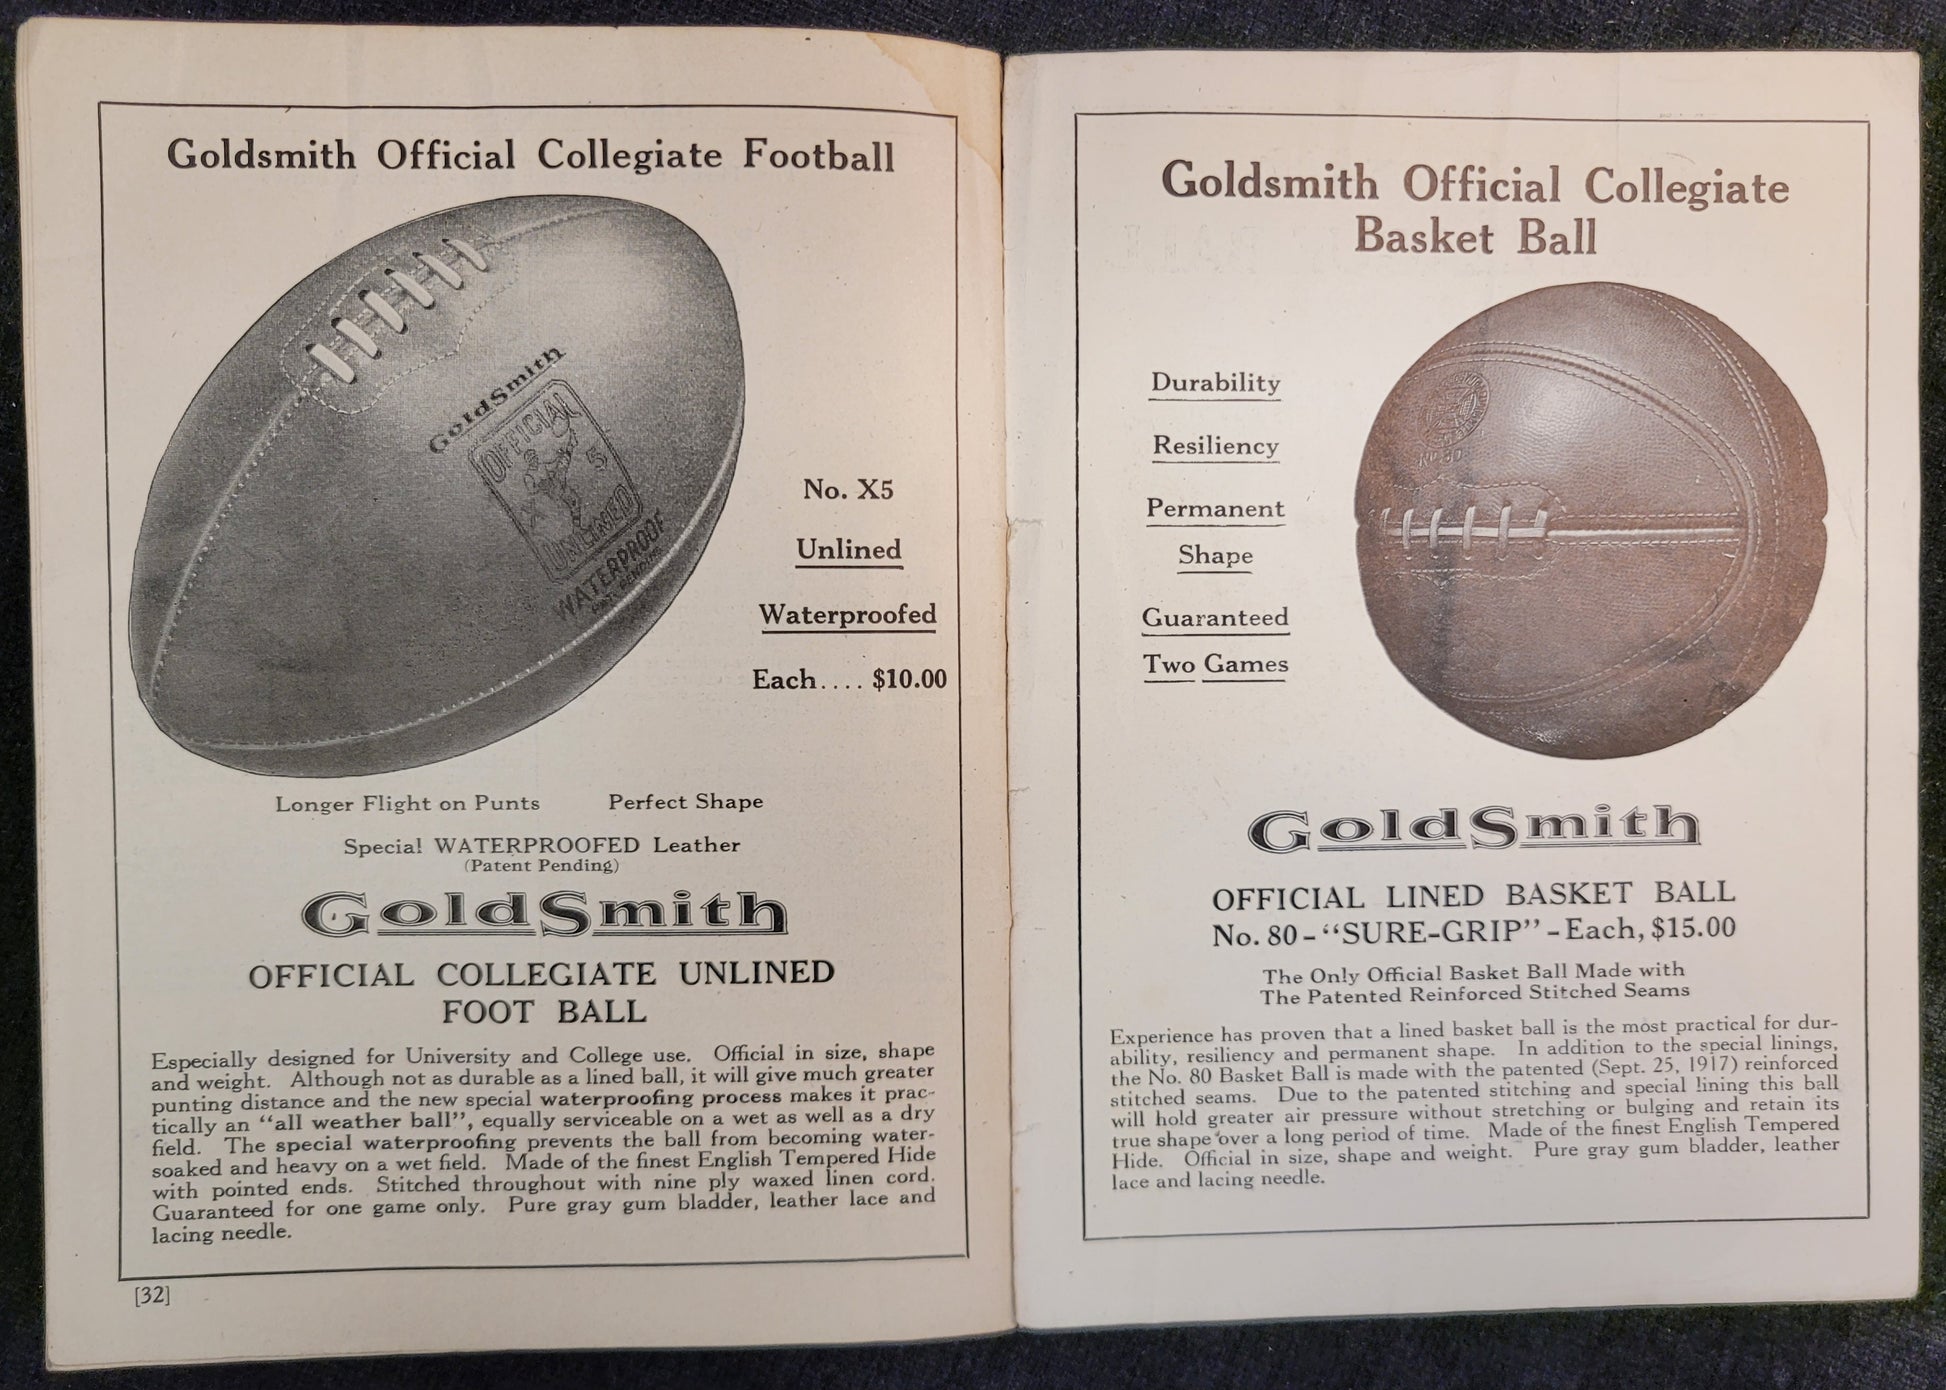 Goldsmith Official Collegiate Football
GoldSmith
OFFICIAL
X 5
UNLINED
WATERPROOF
PAT. PENDING
No. X5
Unlined
Waterproofed
Each.... $10.00
Longer Flight on Punts Perfect Shape
Special WATERPROOFED Leather
(Patent Pending)
GoldSmith
OFFICIAL COLLEGIATE UNLINED
FOOT BALL
Especially designed for University and College use. Official in size, shape
and weight. Although not as durable as a lined ball, it will give much greater
punting distance and the new special waterproofing process makes it prac-
tically an “all weather ball”, equally serviceable on a wet as well as a dry
field. The special waterproofing prevents the ball from becoming water-
soaked and heavy on a wet field. Made of the finest English Tempered Hide
with pointed ends. Stitched throughout with nine ply waxed linen cord.
Guaranteed for one game only. Pure gray gum bladder, leather lace and
lacing needle.
[32]
Goldsmith Official Collegiate
Basket Ball
Durability
Resiliency
Permanent
Shape
Guaranteed
Two Games
No 80
GoldSmith
OFFICIAL LINED BASKET BALL
No. 80-“SURE-GRIP”-Each, $15.00
The Only Official Basket Ball Made with
The Patented Reinforced Stitched Seams
Experience has proven that a lined basket ball is the most practical for dur-
ability, resiliency and permanent shape. In addition to the special linings,
the No. 80 Basket Ball is made with the patented (Sept. 25, 1917) reinforced
stitched seams. Due to the patented stitching and special lining this ball
will hold greater air pressure without stretching or bulging and retain its
true shape over a long period of time. Made of the finest English Tempered
Hide. Official in size, shape and weight. Pure gray gum bladder, leather
lace and lacing needle.